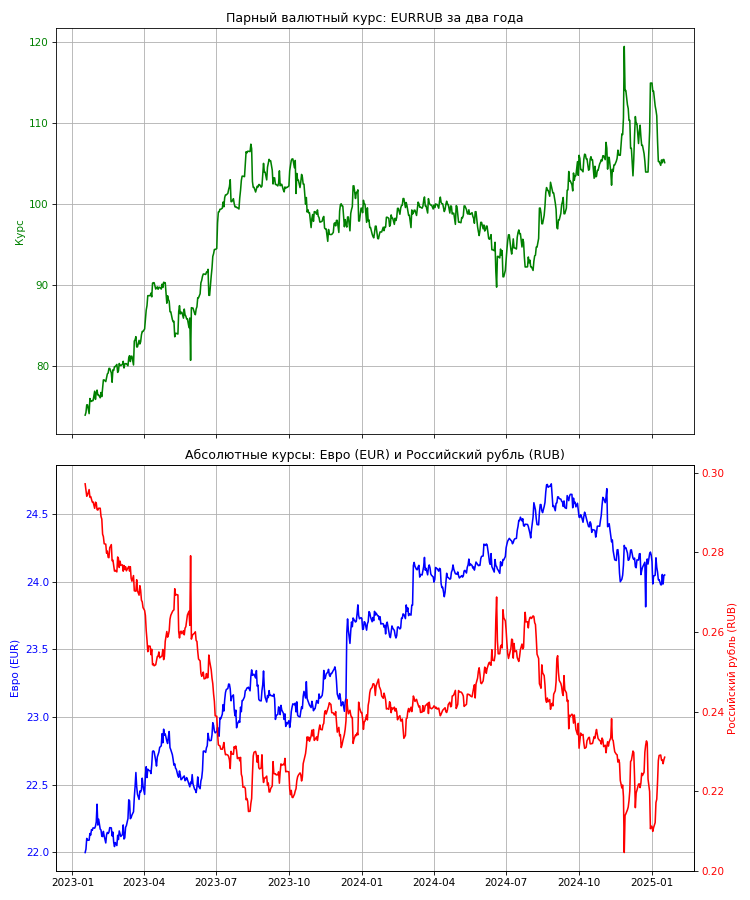 Парный валютный курс: EURRUB за два года
120
110
100
90
80
Курс
Абсолютные курсы: Евро (EUR) и Российский рубль (RUB)
24.5
24.0
23.5
23.0
22.5
22.0
Евро (EUR)
0.30
0.28
0.26
0.24
0.22
0.20
Российский рубль (RUB)
2023-01 2023-04 2023-07 2023-10 2024-01 2024-04 2024-07 2024-10 2025-01